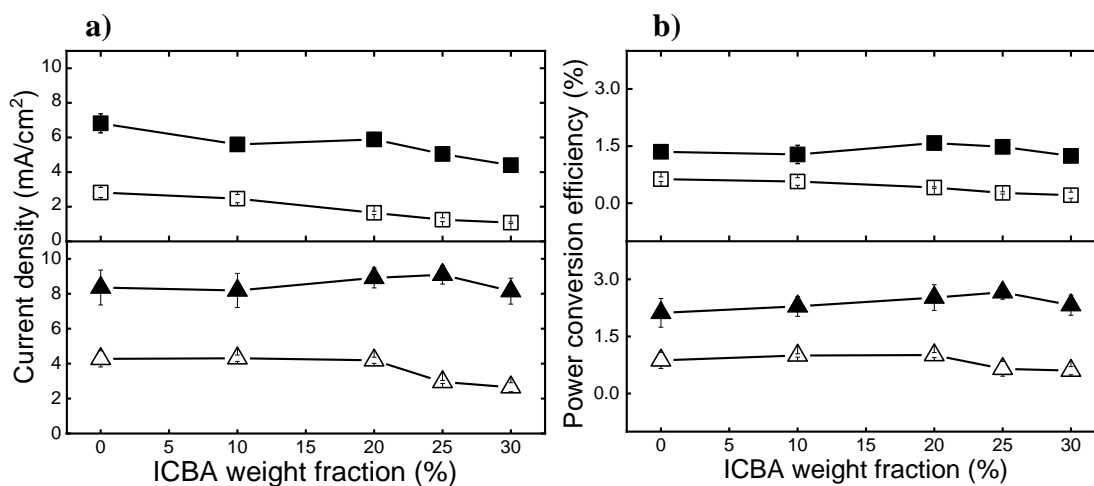 a)
Current density (mA/cm²)
10
8
6
4
2
0
10
8
6
4
2
0
0 5 10 15 20 25 30
ICBA weight fraction (%)
b)
Power conversion efficiency (%)
3.0
1.5
0.0
3.0
1.5
0.0
0 5 10 15 20 25 30
ICBA weight fraction (%)